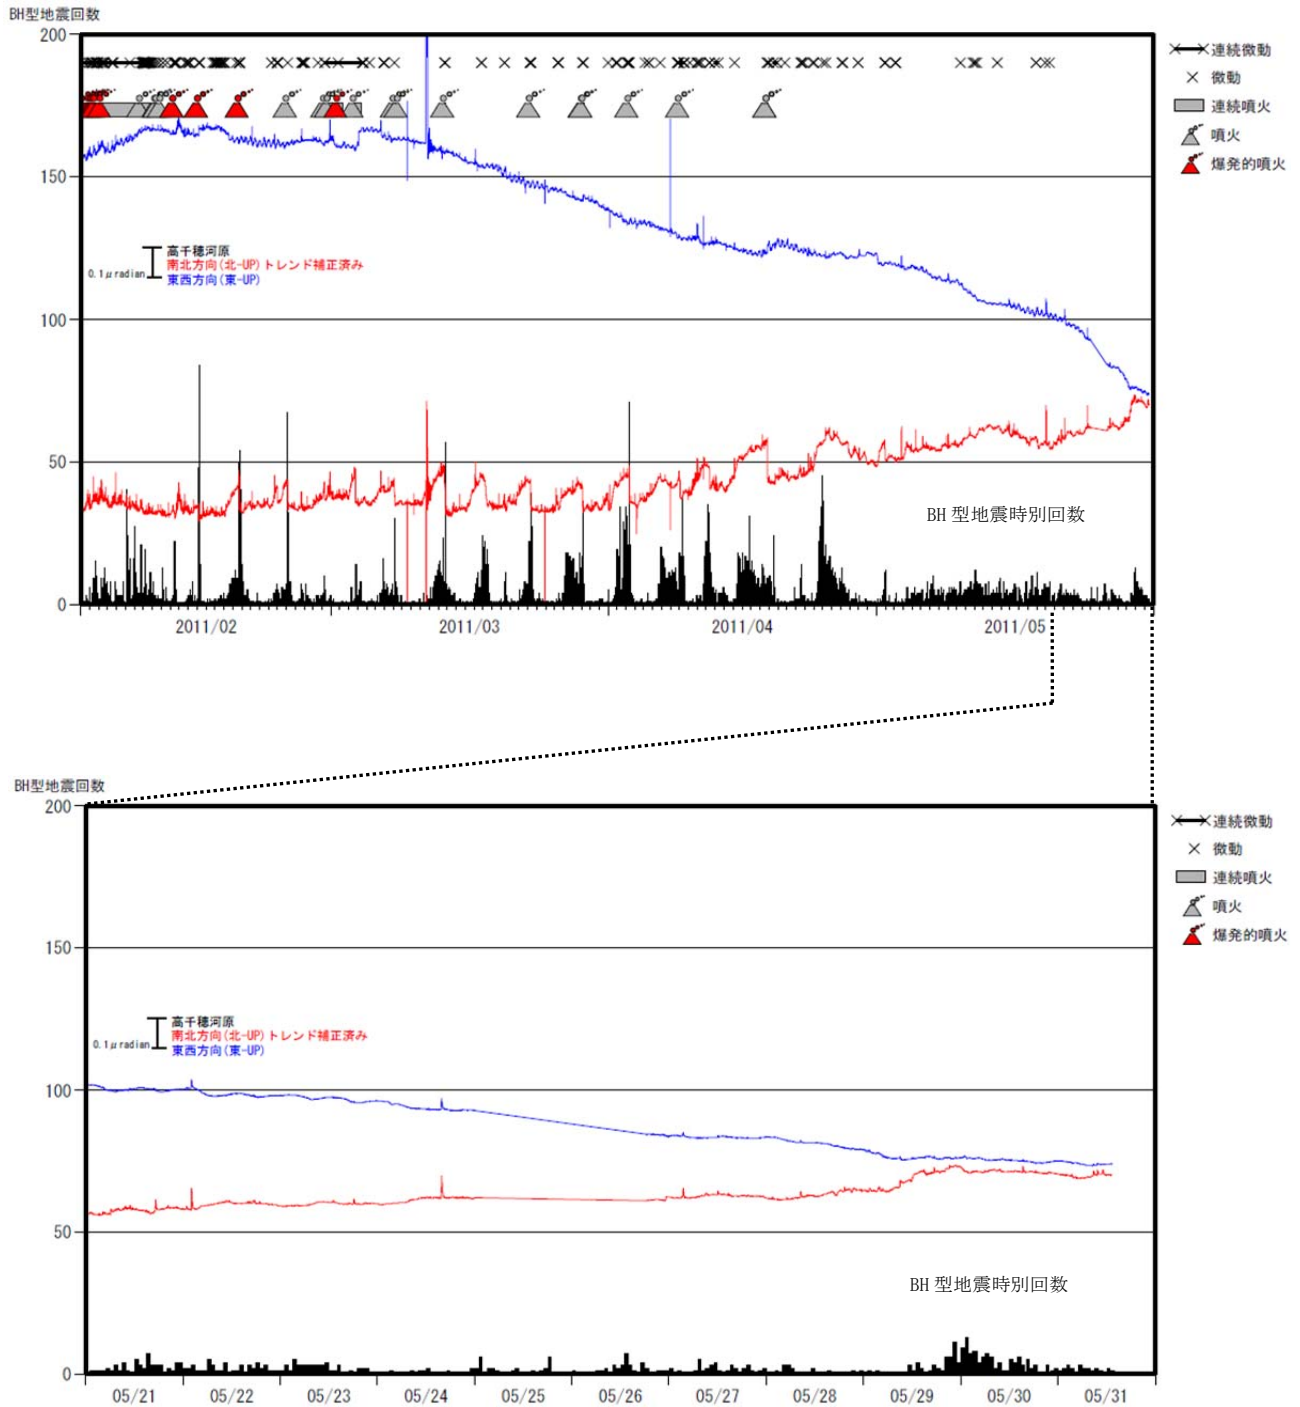 BH型地震回数
200
150
100
50
0
連続微動
微動
連続噴火
噴火
爆発的噴火
0.1μradian
高千穂河原
南北方向(北-UP)トレンド補正済み
東西方向(東-UP)
BH 型地震時別回数
2011/02 2011/03 2011/04 2011/05
BH型地震回数
200
150
100
50
0
連続微動
微動
連続噴火
噴火
爆発的噴火
0.1μradian
高千穂河原
南北方向(北-UP)トレンド補正済み
東西方向(東-UP)
BH 型地震時別回数
05/21 05/22 05/23 05/24 05/25 05/26 05/27 05/28 05/29 05/30 05/31